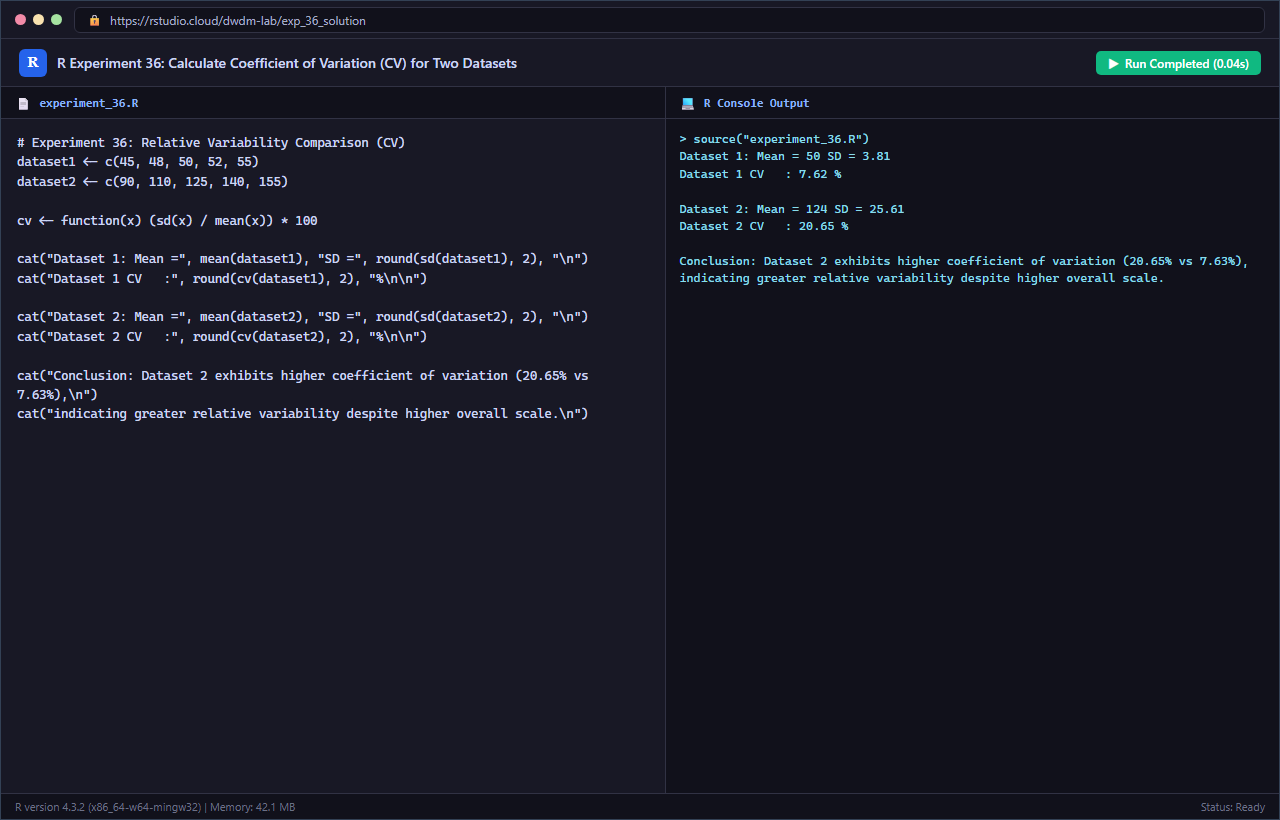 https://rstudio.cloud/dwdm-lab/exp_36_solution
R
R Experiment 36: Calculate Coefficient of Variation (CV) for Two Datasets
▶ Run Completed (0.04s)
experiment_36.R
# Experiment 36: Relative Variability Comparison (CV)
dataset1 <- c(45, 48, 50, 52, 55)
dataset2 <- c(90, 110, 125, 140, 155)

cv <- function(x) (sd(x) / mean(x)) * 100

cat("Dataset 1: Mean =", mean(dataset1), "SD =", round(sd(dataset1), 2), "\n")
cat("Dataset 1 CV   :", round(cv(dataset1), 2), "%\n\n")

cat("Dataset 2: Mean =", mean(dataset2), "SD =", round(sd(dataset2), 2), "\n")
cat("Dataset 2 CV   :", round(cv(dataset2), 2), "%\n\n")

cat("Conclusion: Dataset 2 exhibits higher coefficient of variation (20.65% vs
7.63%),\n")
cat("indicating greater relative variability despite higher overall scale.\n")
R Console Output
> source("experiment_36.R")
Dataset 1: Mean = 50 SD = 3.81
Dataset 1 CV   : 7.62 %

Dataset 2: Mean = 124 SD = 25.61
Dataset 2 CV   : 20.65 %

Conclusion: Dataset 2 exhibits higher coefficient of variation (20.65% vs 7.63%),
indicating greater relative variability despite higher overall scale.
R version 4.3.2 (x86_64-w64-mingw32) | Memory: 42.1 MB
Status: Ready